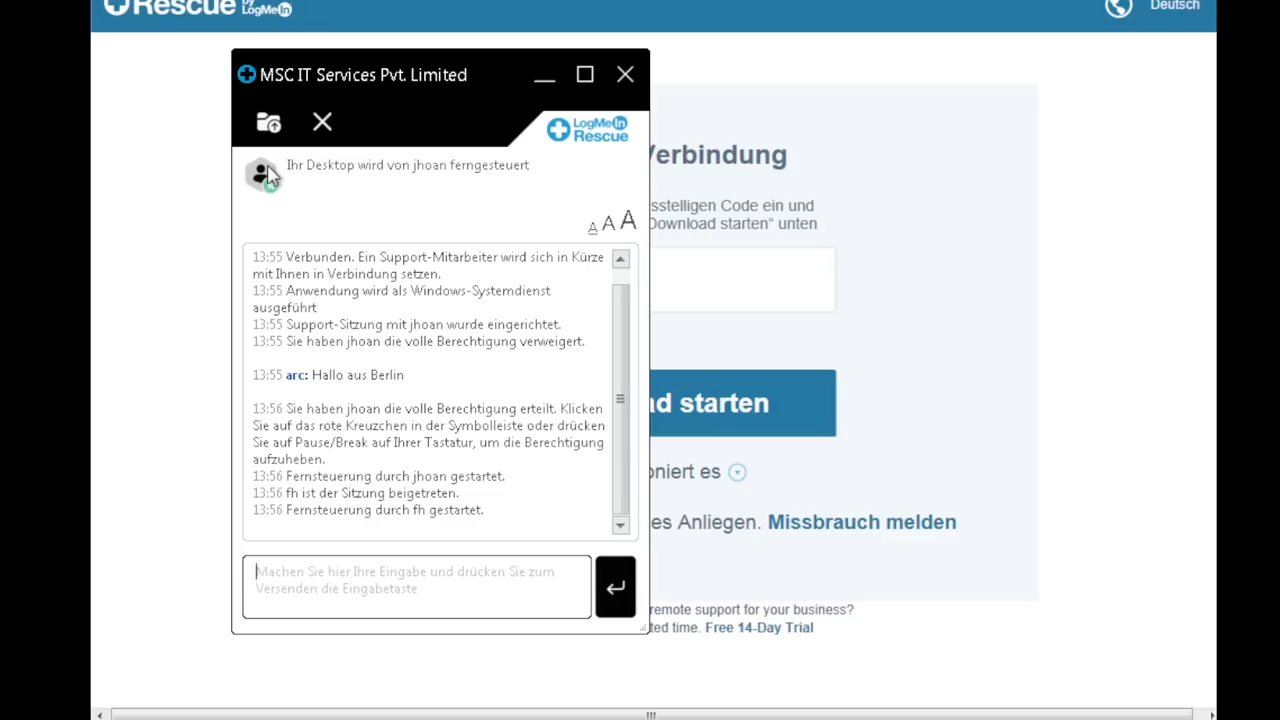 Rescue by LogMeIn
Deutsch
MSC IT Services Pvt. Limited
LogMeIn
Rescue
Ihr Desktop wird von jhoan ferngesteuert
A A A
13:55 Verbunden. Ein Support-Mitarbeiter wird sich in Kürze
mit Ihnen in Verbindung setzen.
13:55 Anwendung wird als Windows-Systemdienst
ausgeführt
13:55 Support-Sitzung mit jhoan wurde eingerichtet.
13:55 Sie haben jhoan die volle Berechtigung verweigert.
13:55 arc: Hallo aus Berlin
13:56 Sie haben jhoan die volle Berechtigung erteilt. Klicken
Sie auf das rote Kreuzchen in der Symbolleiste oder drücken
Sie auf Pause/Break auf Ihrer Tastatur, um die Berechtigung
aufzuheben.
13:56 Fernsteuerung durch jhoan gestartet.
13:56 fh ist der Sitzung beigetreten.
13:56 Fernsteuerung durch fh gestartet.
Machen Sie hier Ihre Eingabe und drücken Sie zum
Versenden die Eingabetaste
Verbindung
sstelligen Code ein und
Download starten“ unten
ad starten
oniert es
es Anliegen. Missbrauch melden
remote support for your business?
ted time. Free 14-Day Trial